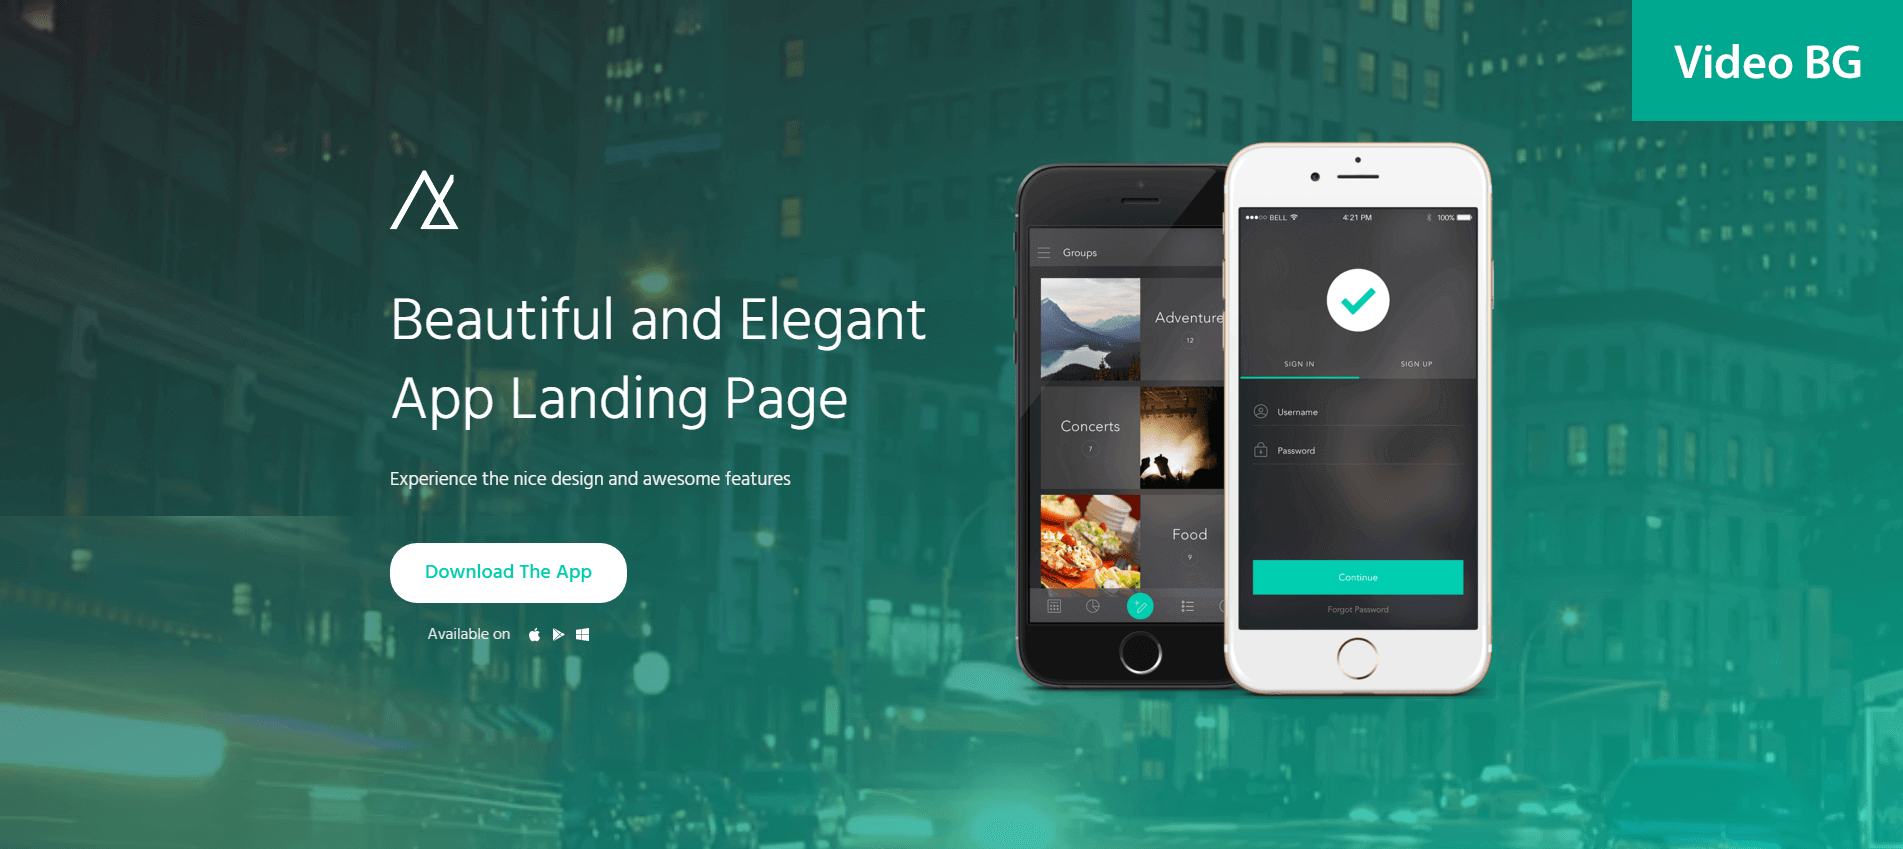 Video BG
Beautiful and Elegant
App Landing Page
Experience the nice design and awesome features
Download The App
Available on
Groups
Adventure
12
Concerts
7
Food
9
BELL
4:21 PM
100%
SIGN IN
SIGN UP
Username
Password
Continue
Forgot Password